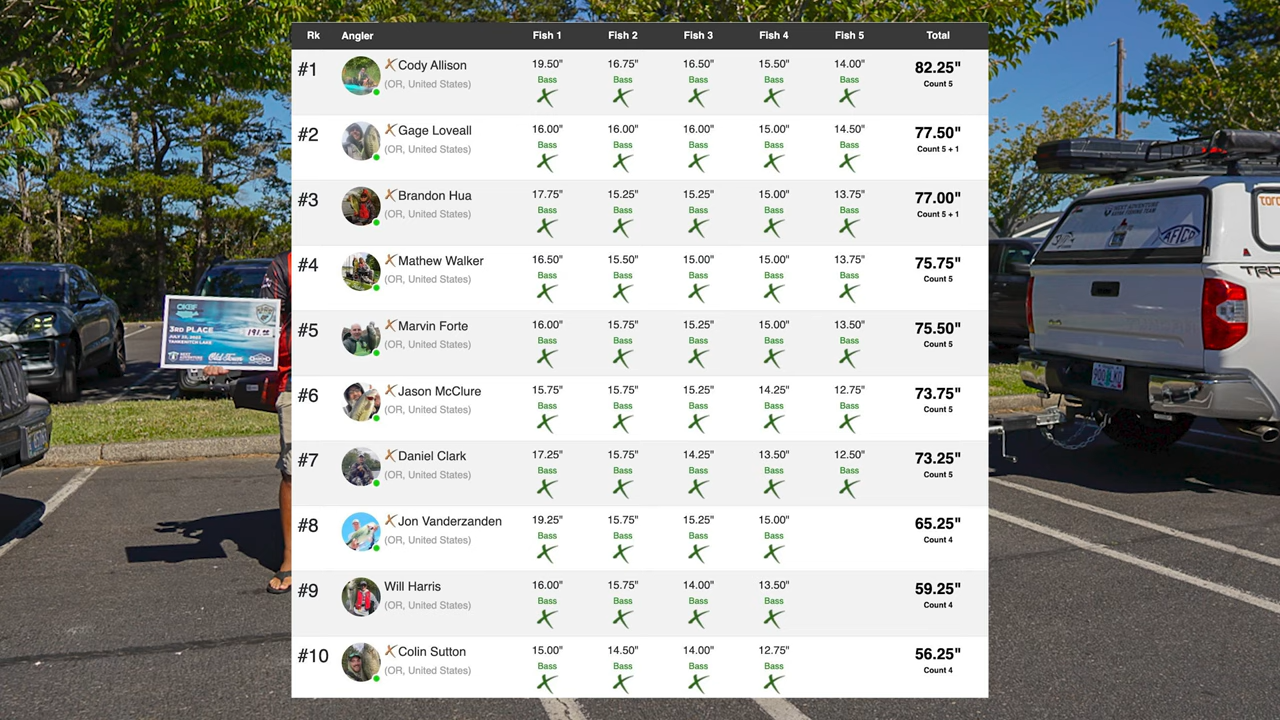 Rk Angler Fish 1 Fish 2 Fish 3 Fish 4 Fish 5 Total
#1 Cody Allison 19.50" 16.75" 16.50" 15.50" 14.00" 82.25"
(OR, United States) Bass Bass Bass Bass Bass Count 5
#2 Gage Loveall 16.00" 16.00" 16.00" 15.00" 14.50" 77.50"
(OR, United States) Bass Bass Bass Bass Bass Count 5 + 1
#3 Brandon Hua 17.75" 15.25" 15.25" 15.00" 13.75" 77.00"
(OR, United States) Bass Bass Bass Bass Bass Count 5 + 1
#4 Mathew Walker 16.50" 15.50" 15.00" 15.00" 13.75" 75.75"
(OR, United States) Bass Bass Bass Bass Bass Count 5
#5 Marvin Forte 16.00" 15.75" 15.25" 15.00" 13.50" 75.50"
(OR, United States) Bass Bass Bass Bass Bass Count 5
#6 Jason McClure 15.75" 15.75" 15.25" 14.25" 12.75" 73.75"
(OR, United States) Bass Bass Bass Bass Bass Count 5
#7 Daniel Clark 17.25" 15.75" 14.25" 13.50" 12.50" 73.25"
(OR, United States) Bass Bass Bass Bass Bass Count 5
#8 Jon Vanderzanden 19.25" 15.75" 15.25" 15.00" 65.25"
(OR, United States) Bass Bass Bass Bass Count 4
#9 Will Harris 16.00" 15.75" 14.00" 13.50" 59.25"
(OR, United States) Bass Bass Bass Bass Count 4
#10 Colin Sutton 15.00" 14.50" 14.00" 12.75" 56.25"
(OR, United States) Bass Bass Bass Bass Count 4
OKBF
3RD PLACE
TAHKENITCH LAKE
Old Town
NEXT ADVENTURE
KAYAK FISHING TEAM
AFTCO